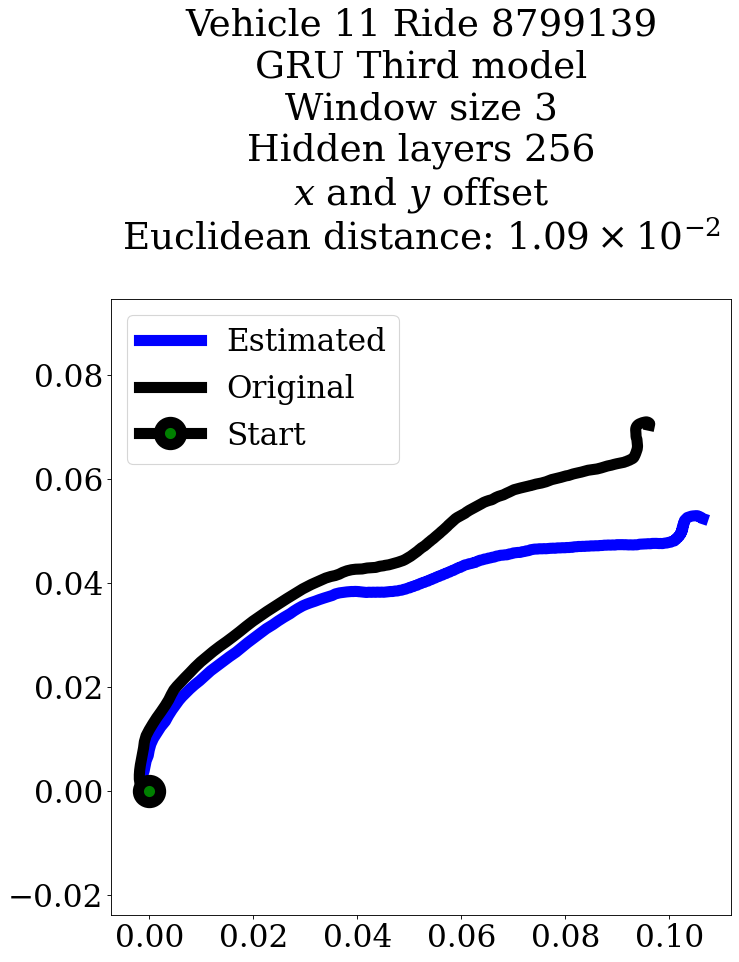 Vehicle 11 Ride 8799139
GRU Third model
Window size 3
Hidden layers 256
x and y offset
Euclidean distance: 1.09 × 10⁻²
Estimated
Original
Start
0.08
0.06
0.04
0.02
0.00
−0.02
0.00 0.02 0.04 0.06 0.08 0.10